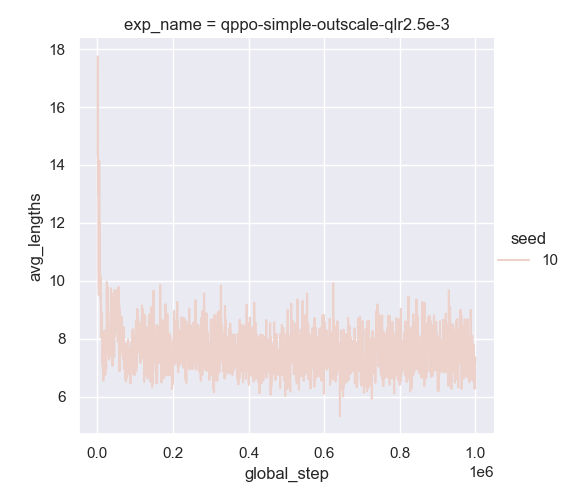 exp_name = qppo-simple-outscale-qlr2.5e-3
18
16
14
12
10
8
6
avg_lengths
0.0 0.2 0.4 0.6 0.8 1.0
1e6
global_step
seed
10